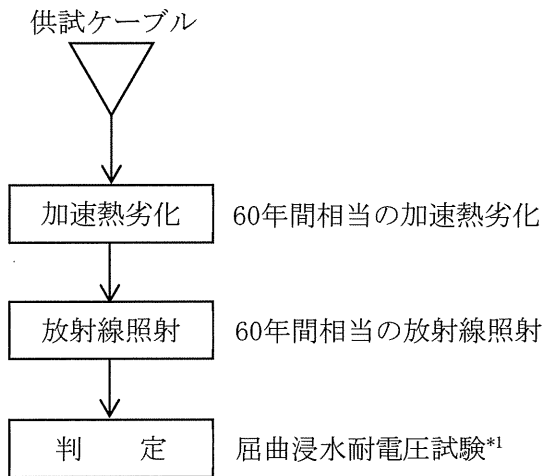 供試ケーブル
加速熱劣化 60年間相当の加速熱劣化
放射線照射 60年間相当の放射線照射
判 定 屈曲浸水耐電圧試験*1